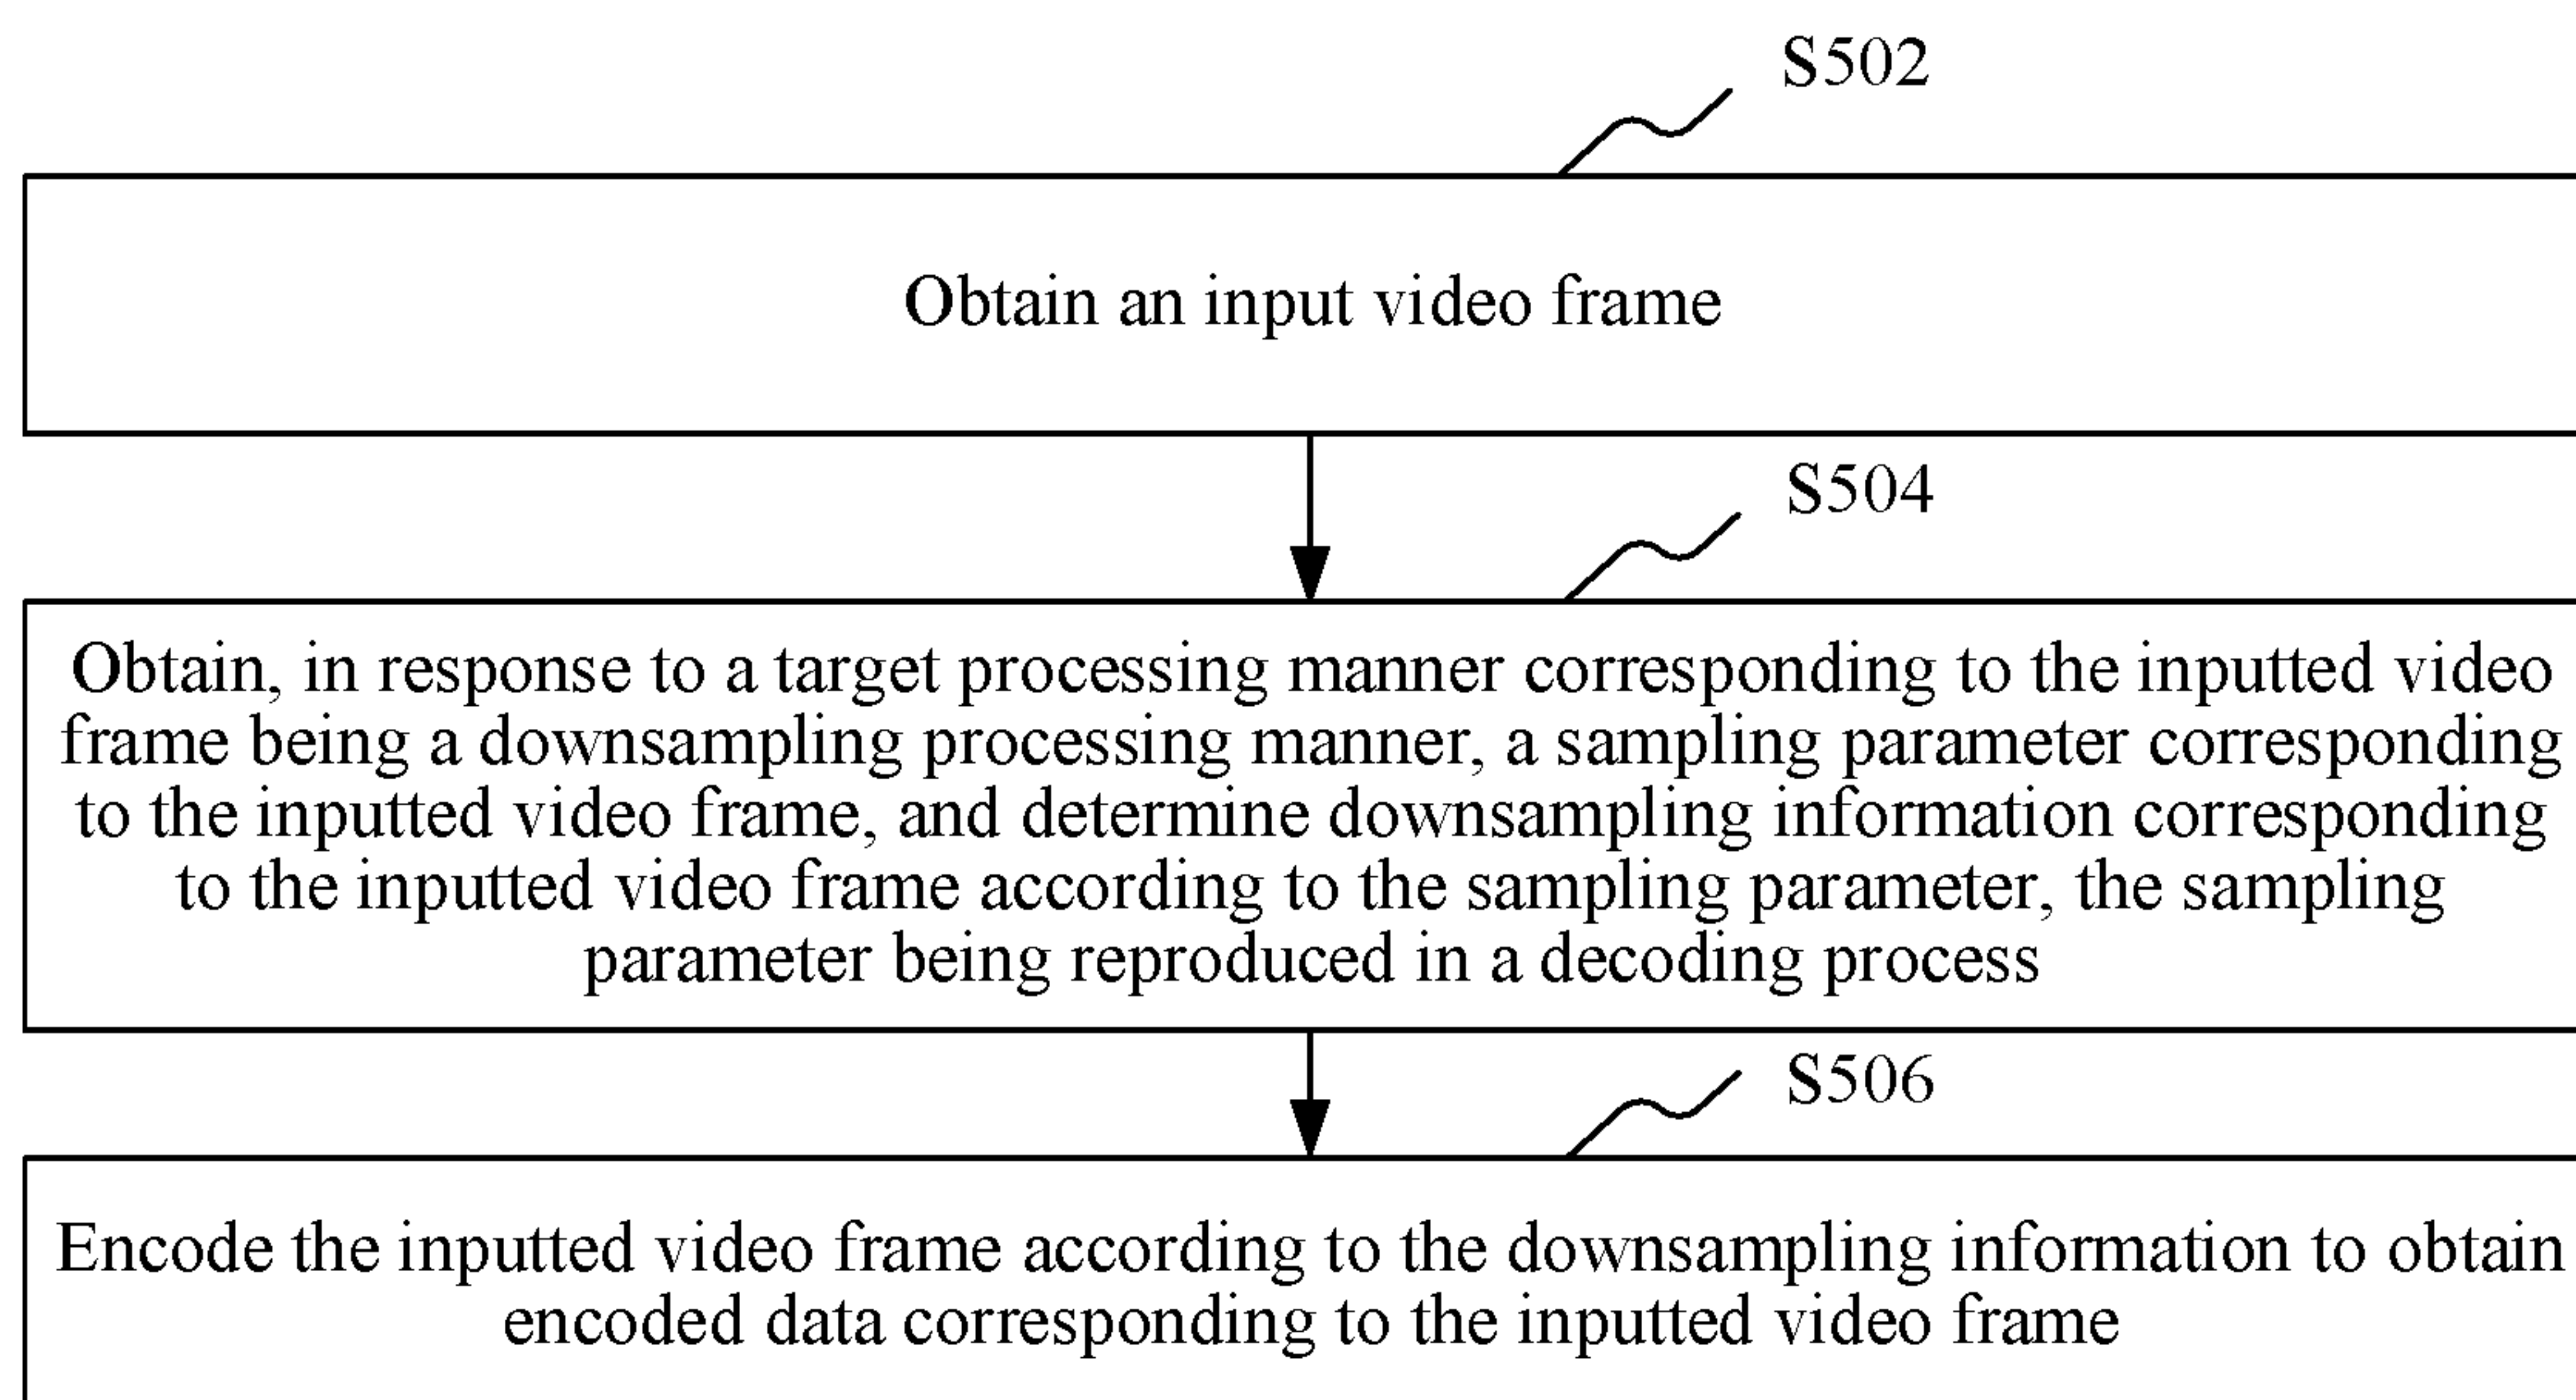 S502
Obtain an input video frame
S504
Obtain, in response to a target processing manner corresponding to the inputted video
frame being a downsampling processing manner, a sampling parameter corresponding
to the inputted video frame, and determine downsampling information corresponding
to the inputted video frame according to the sampling parameter, the sampling
parameter being reproduced in a decoding process
S506
Encode the inputted video frame according to the downsampling information to obtain
encoded data corresponding to the inputted video frame